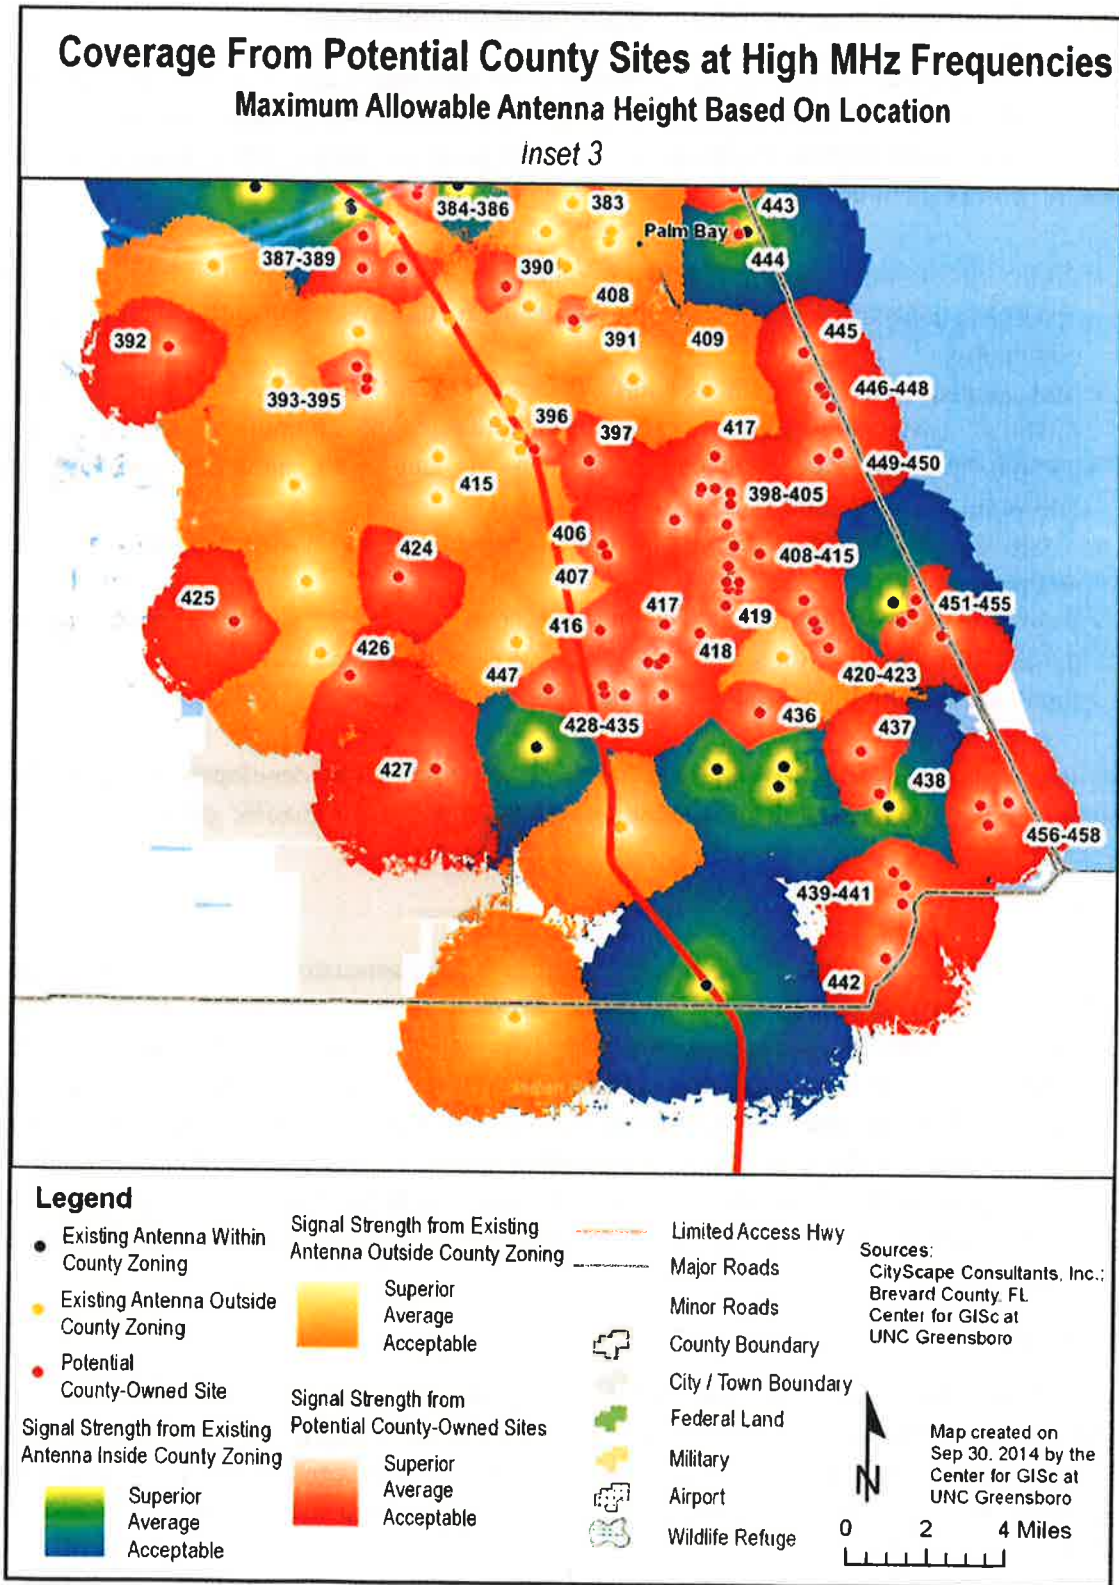 Coverage From Potential County Sites at High MHz Frequencies
Maximum Allowable Antenna Height Based On Location
Inset 3
384-386
383
443
Palm Bay
444
387-389
390
408
392
391
409
445
393-395
446-448
396
397
417
449-450
415
398-405
406
424
408-415
407
425
417
451-455
416
419
418
426
447
420-423
428-435
436
437
427
438
456-458
439-441
442
Legend
Existing Antenna Within
County Zoning
Existing Antenna Outside
County Zoning
Potential
County-Owned Site
Signal Strength from Existing
Antenna Inside County Zoning
Superior
Average
Acceptable
Signal Strength from Existing
Antenna Outside County Zoning
Superior
Average
Acceptable
Signal Strength from
Potential County-Owned Sites
Superior
Average
Acceptable
Limited Access Hwy
Major Roads
Minor Roads
County Boundary
City / Town Boundary
Federal Land
Military
Airport
Wildlife Refuge
Sources:
CityScape Consultants, Inc.;
Brevard County, FL
Center for GISc at
UNC Greensboro
N
Map created on
Sep 30, 2014 by the
Center for GISc at
UNC Greensboro
0 2 4 Miles